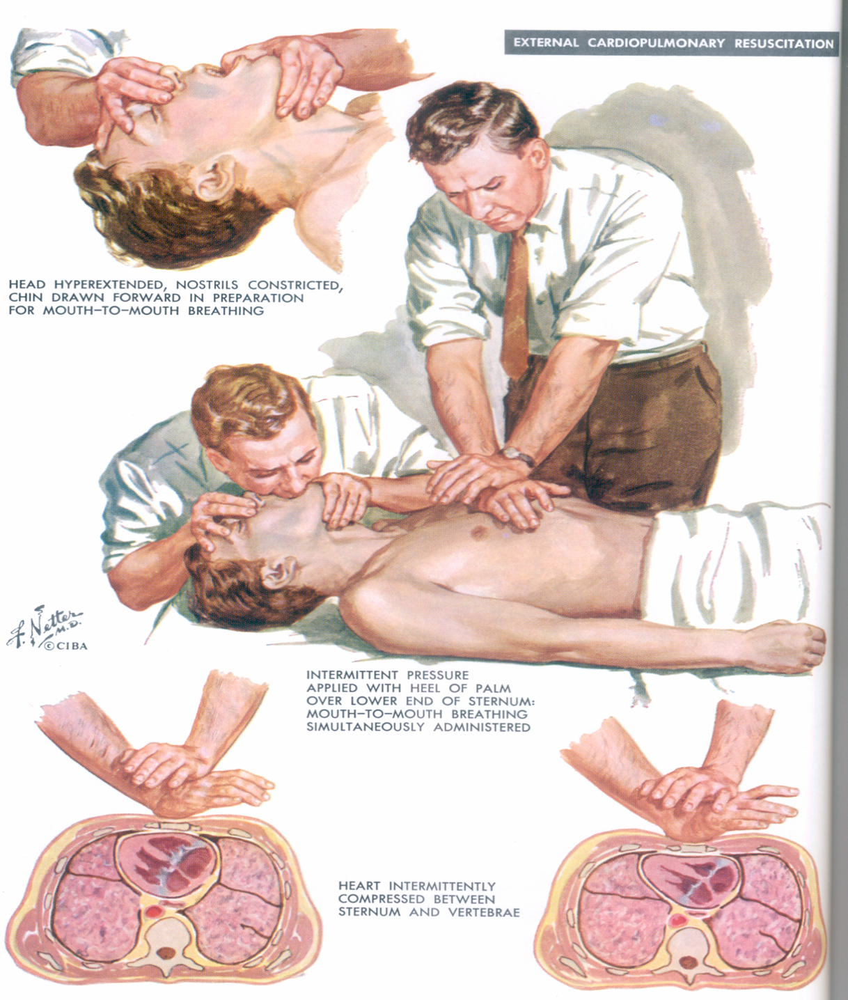 EXTERNAL CARDIOPULMONARY RESUSCITATION
HEAD HYPEREXTENDED, NOSTRILS CONSTRICTED,
CHIN DRAWN FORWARD IN PREPARATION
FOR MOUTH-TO-MOUTH BREATHING
F. Netter
M.D.
© CIBA
INTERMITTENT PRESSURE
APPLIED WITH HEEL OF PALM
OVER LOWER END OF STERNUM:
MOUTH-TO-MOUTH BREATHING
SIMULTANEOUSLY ADMINISTERED
HEART INTERMITTENTLY
COMPRESSED BETWEEN
STERNUM AND VERTEBRAE